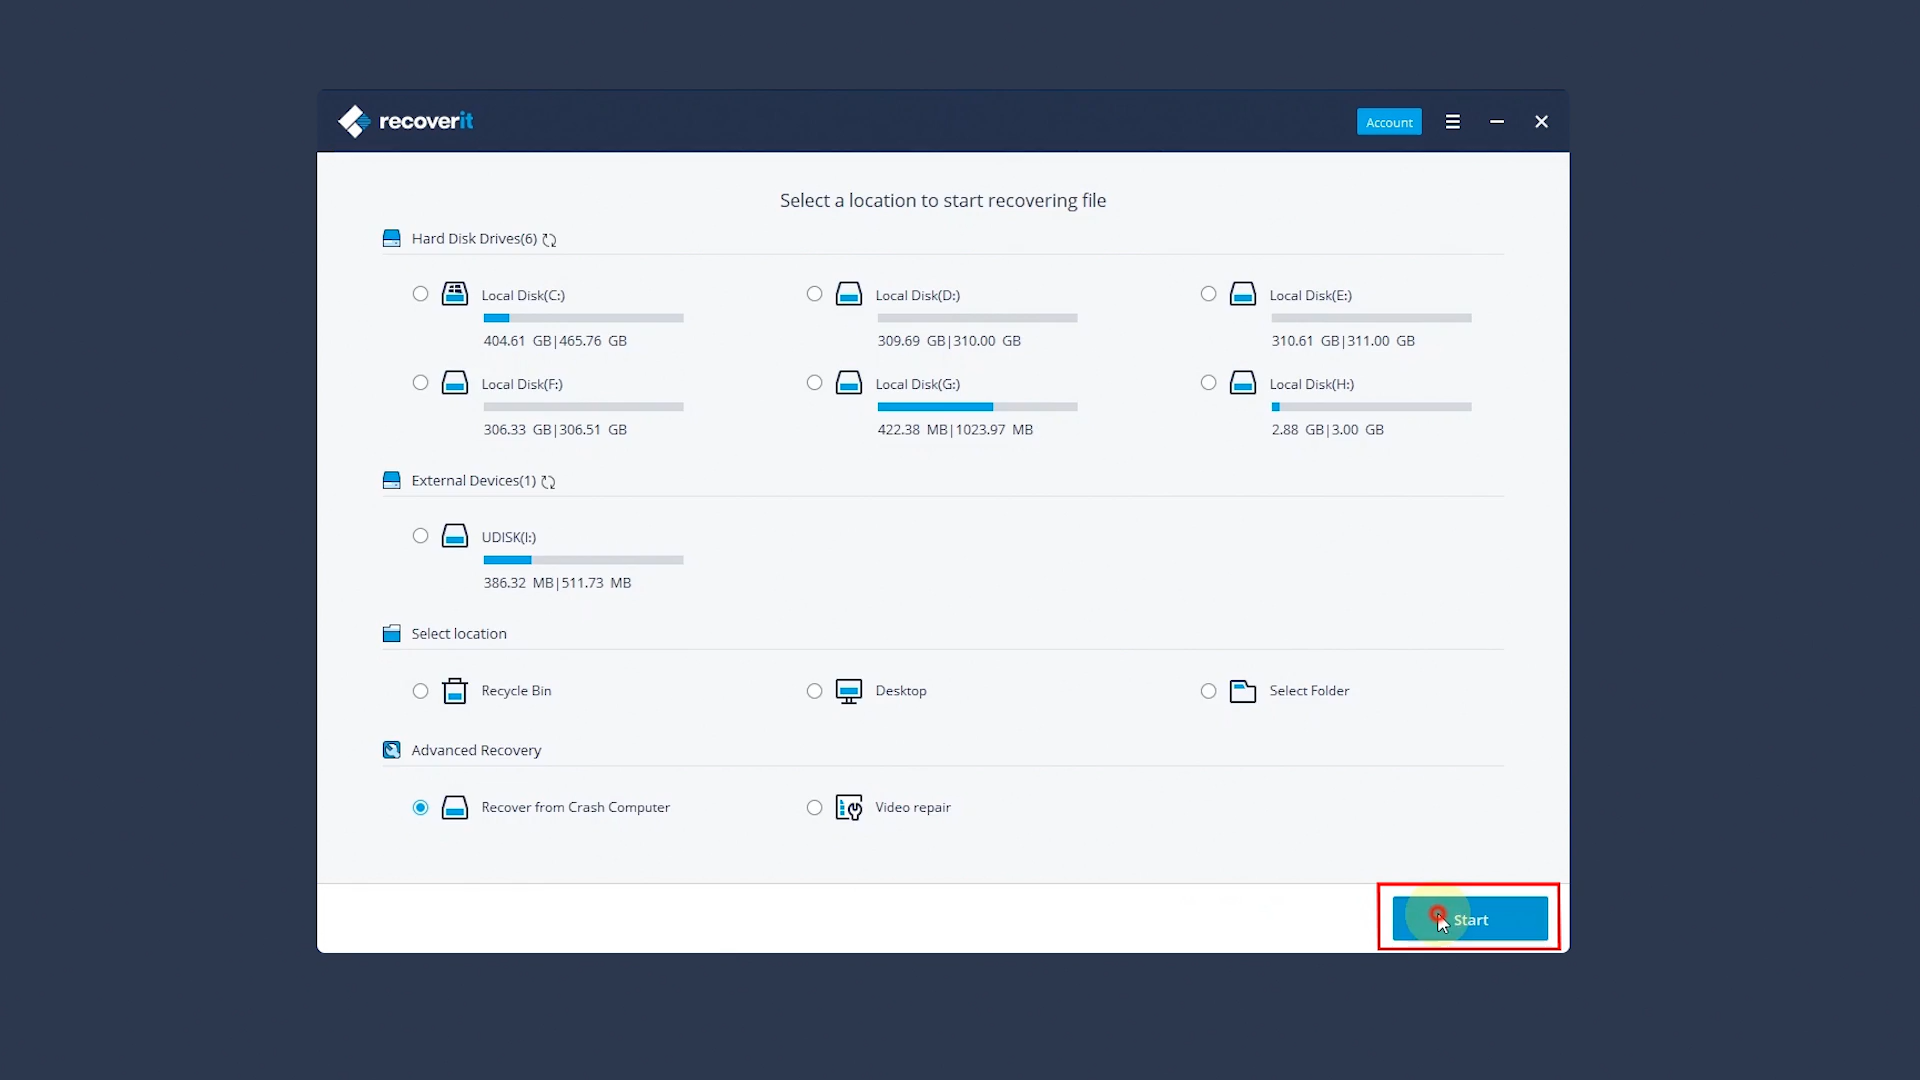 recoverit
Account
Select a location to start recovering file
Hard Disk Drives(6)
Local Disk(C:)
404.61 GB|465.76 GB
Local Disk(D:)
309.69 GB|310.00 GB
Local Disk(E:)
310.61 GB|311.00 GB
Local Disk(F:)
306.33 GB|306.51 GB
Local Disk(G:)
422.38 MB|1023.97 MB
Local Disk(H:)
2.88 GB|3.00 GB
External Devices(1)
UDISK(I:)
386.32 MB|511.73 MB
Select location
Recycle Bin
Desktop
Select Folder
Advanced Recovery
Recover from Crash Computer
Video repair
Start